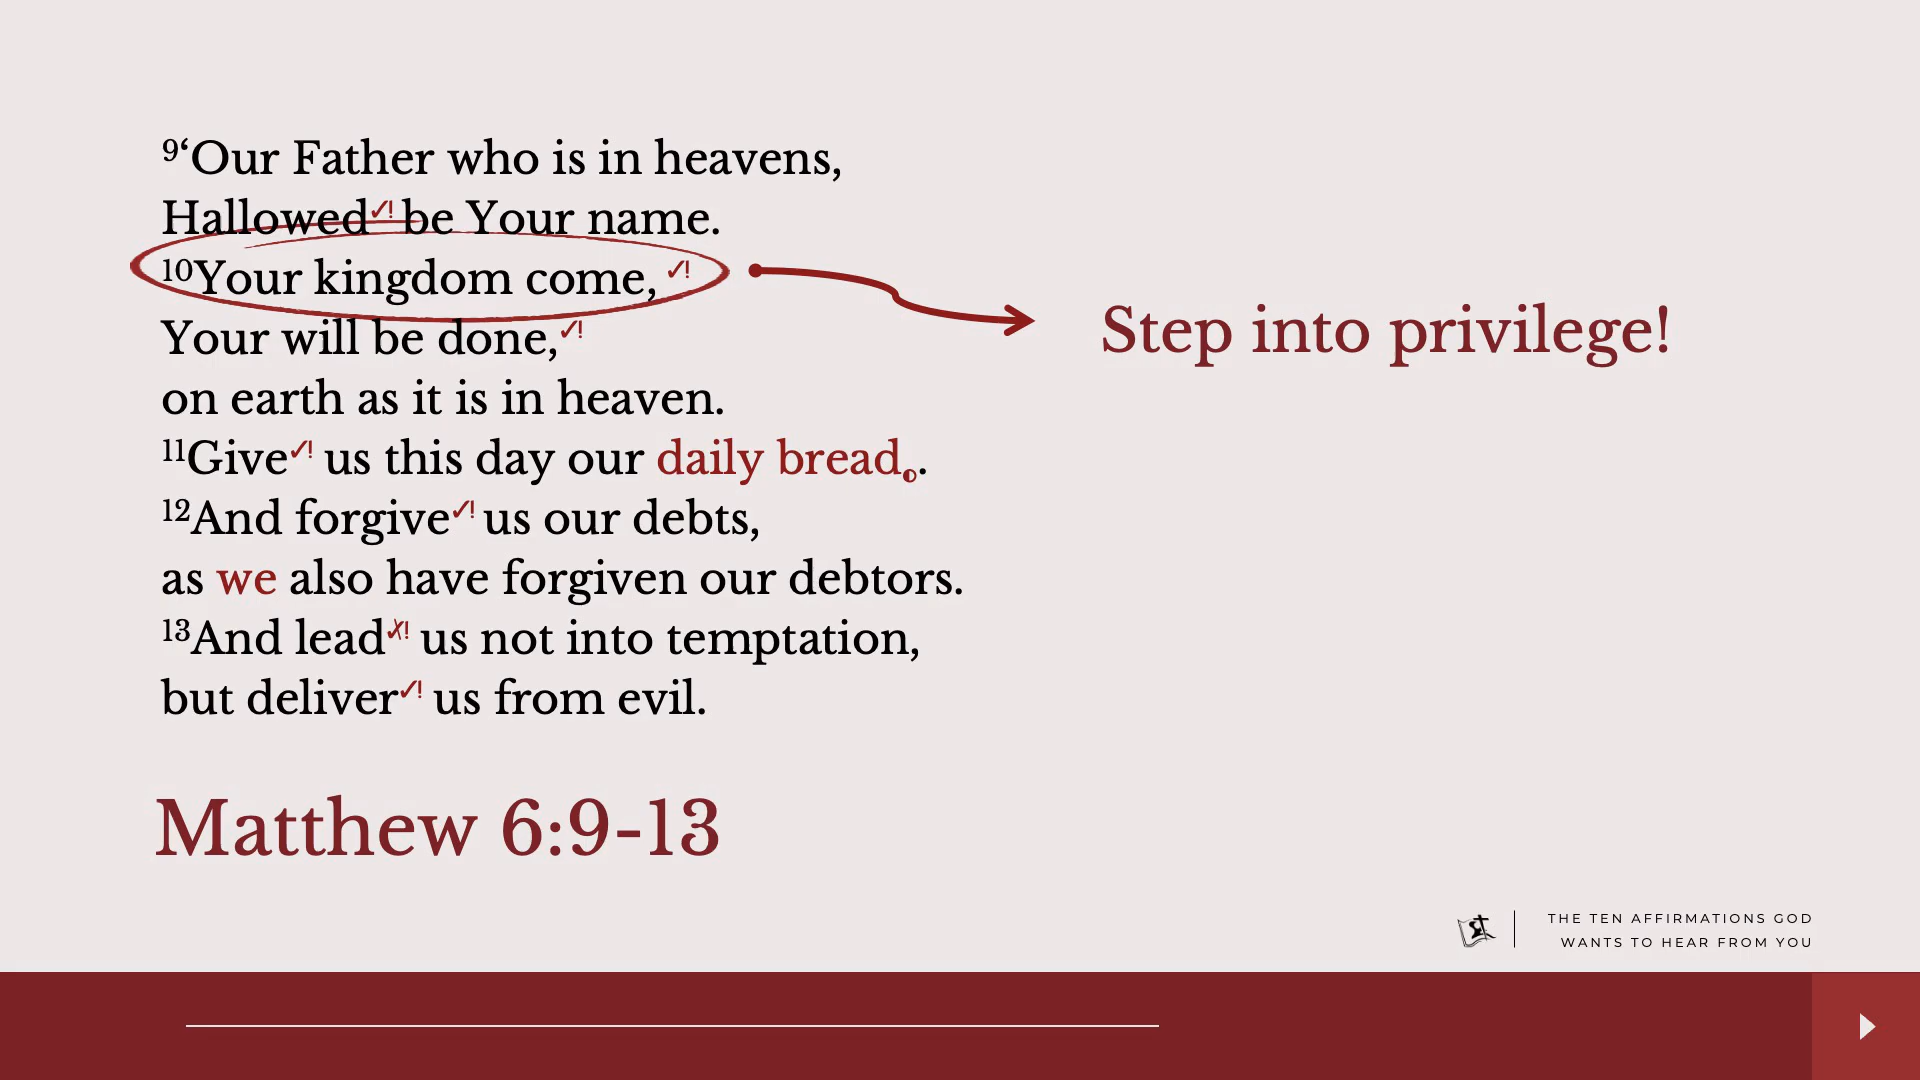 ⁹‘Our Father who is in heavens,
Hallowed✓! be Your name.
¹⁰Your kingdom come, ✓!
Your will be done,✓!
on earth as it is in heaven.
¹¹Give✓! us this day our daily bread◐.
¹²And forgive✓! us our debts,
as we also have forgiven our debtors.
¹³And lead✗! us not into temptation,
but deliver✓! us from evil.
Step into privilege!
Matthew 6:9-13
THE TEN AFFIRMATIONS GOD
WANTS TO HEAR FROM YOU